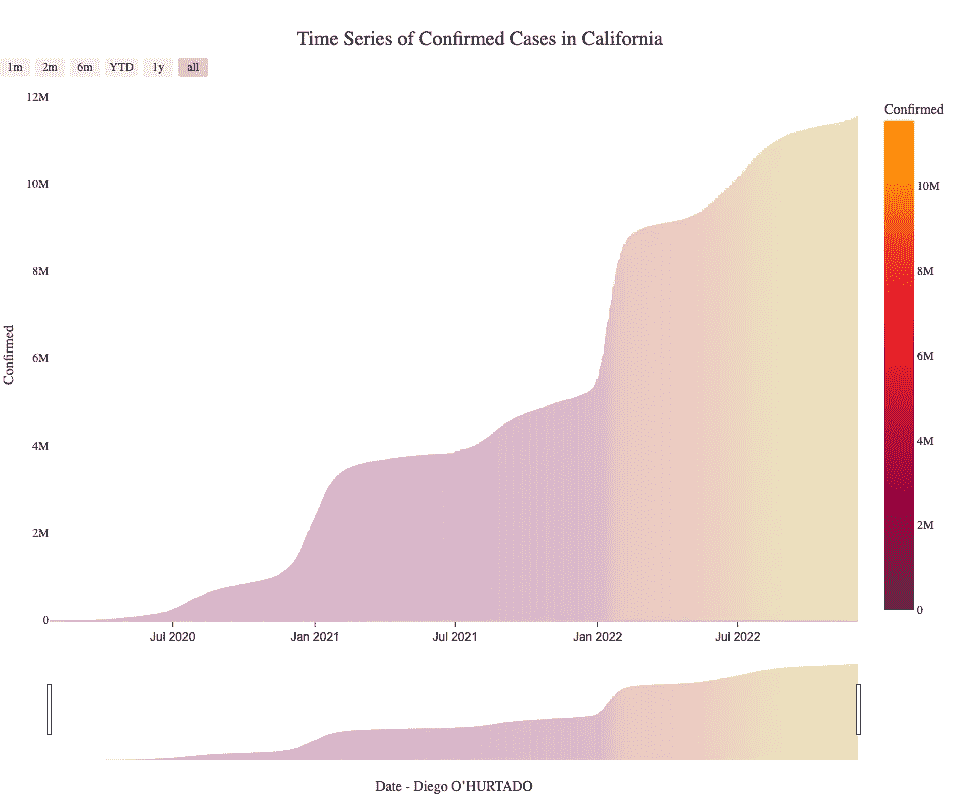 Time Series of Confirmed Cases in California
1m 2m 6m YTD 1y all
Confirmed
12M
10M
8M
6M
4M
2M
0
Confirmed
10M
8M
6M
4M
2M
0
Jul 2020 Jan 2021 Jul 2021 Jan 2022 Jul 2022
Date - Diego O'HURTADO